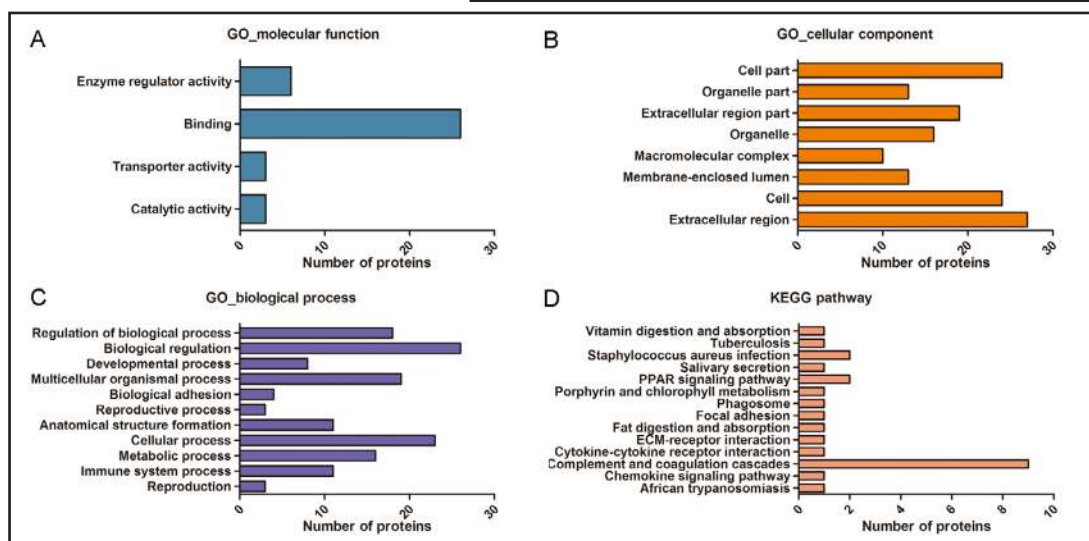 A
GO_molecular function
Enzyme regulator activity
Binding
Transporter activity
Catalytic activity
0
10
20
30
Number of proteins
B
GO_cellular component
Cell part
Organelle part
Extracellular region part
Organelle
Macromolecular complex
Membrane-enclosed lumen
Cell
Extracellular region
0
10
20
30
Number of proteins
C
GO_biological process
Regulation of biological process
Biological regulation
Developmental process
Multicellular organismal process
Biological adhesion
Reproductive process
Anatomical structure formation
Cellular process
Metabolic process
Immune system process
Reproduction
0
10
20
30
Number of proteins
D
KEGG pathway
Vitamin digestion and absorption
Tuberculosis
Staphylococcus aureus infection
Salivary secretion
PPAR signaling pathway
Porphyrin and chlorophyll metabolism
Phagosome
Focal adhesion
Fat digestion and absorption
ECM-receptor interaction
Cytokine-cytokine receptor interaction
Complement and coagulation cascades
Chemokine signaling pathway
African trypanosomiasis
0
2
4
6
8
10
Number of proteins